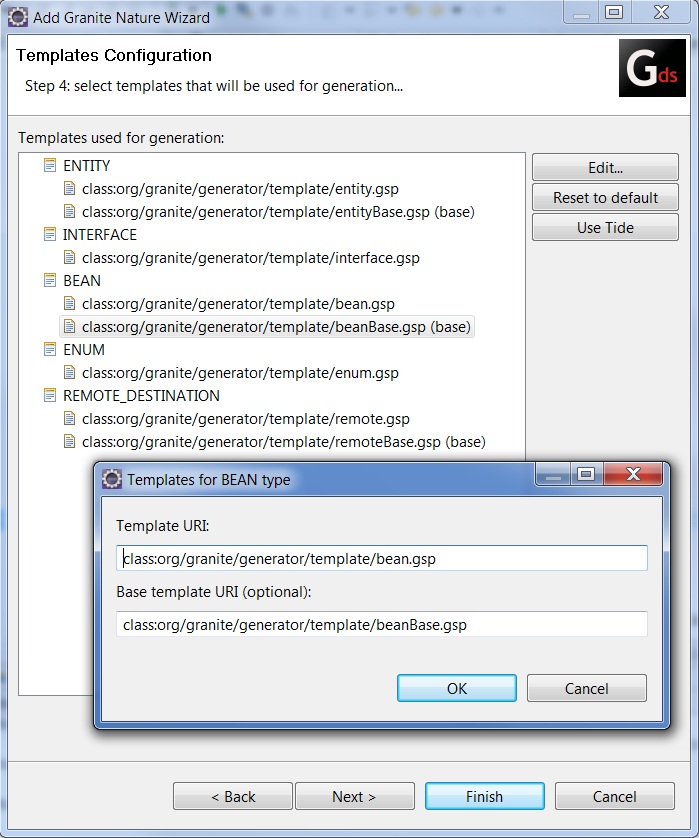 Add Granite Nature Wizard
Templates Configuration
Step 4: select templates that will be used for generation...
Gds
Templates used for generation:
ENTITY
class:org/granite/generator/template/entity.gsp
class:org/granite/generator/template/entityBase.gsp (base)
INTERFACE
class:org/granite/generator/template/interface.gsp
BEAN
class:org/granite/generator/template/bean.gsp
class:org/granite/generator/template/beanBase.gsp (base)
ENUM
class:org/granite/generator/template/enum.gsp
REMOTE_DESTINATION
class:org/granite/generator/template/remote.gsp
class:org/granite/generator/template/remoteBase.gsp (base)
Edit...
Reset to default
Use Tide
Templates for BEAN type
Template URI:
class:org/granite/generator/template/bean.gsp
Base template URI (optional):
class:org/granite/generator/template/beanBase.gsp
OK
Cancel
< Back
Next >
Finish
Cancel